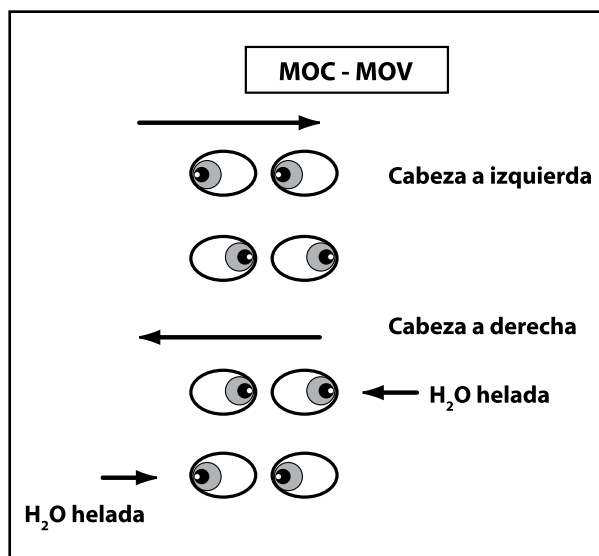 MOC - MOV
Cabeza a izquierda
Cabeza a derecha
H₂O helada
H₂O helada